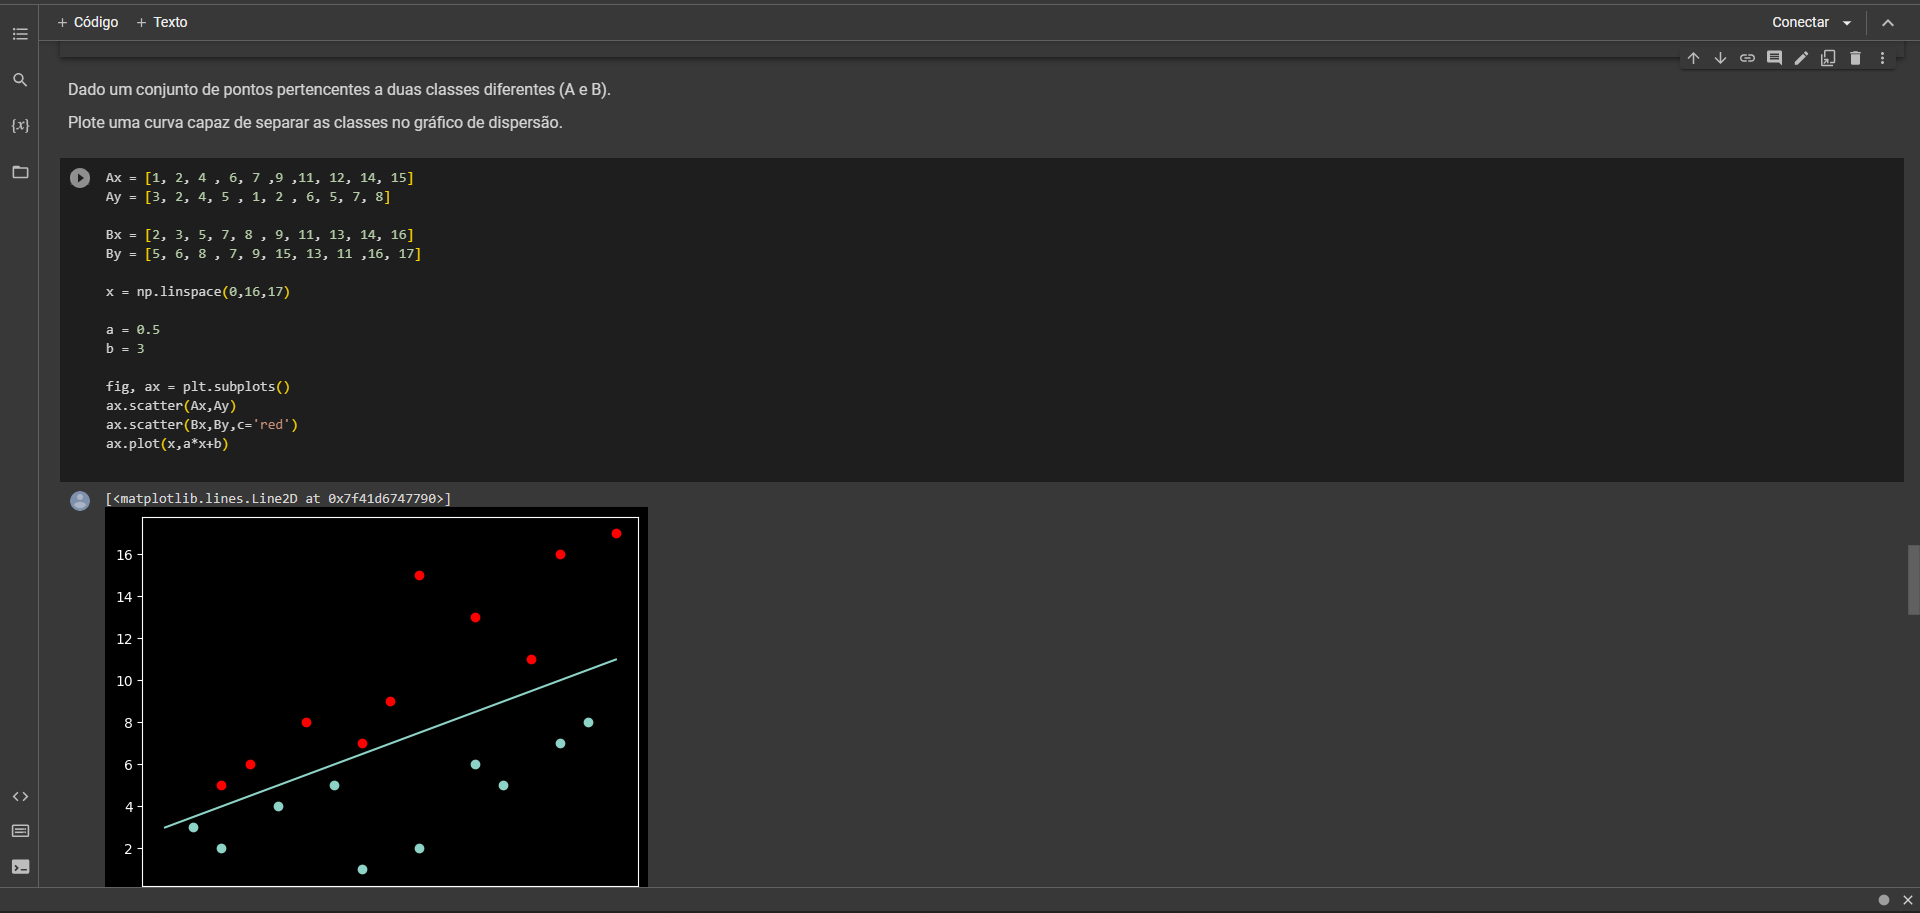 + Código + Texto
Conectar
Dado um conjunto de pontos pertencentes a duas classes diferentes (A e B).
Plote uma curva capaz de separar as classes no gráfico de dispersão.
{x}
Ax = [1, 2, 4 , 6, 7 ,9 ,11, 12, 14, 15]
Ay = [3, 2, 4, 5 , 1, 2 , 6, 5, 7, 8]
Bx = [2, 3, 5, 7, 8 , 9, 11, 13, 14, 16]
By = [5, 6, 8 , 7, 9, 15, 13, 11 ,16, 17]
x = np.linspace(0,16,17)
a = 0.5
b = 3
fig, ax = plt.subplots()
ax.scatter(Ax,Ay)
ax.scatter(Bx,By,c='red')
ax.plot(x,a*x+b)
[<matplotlib.lines.Line2D at 0x7f41d6747790>]
16
14
12
10
8
6
4
2